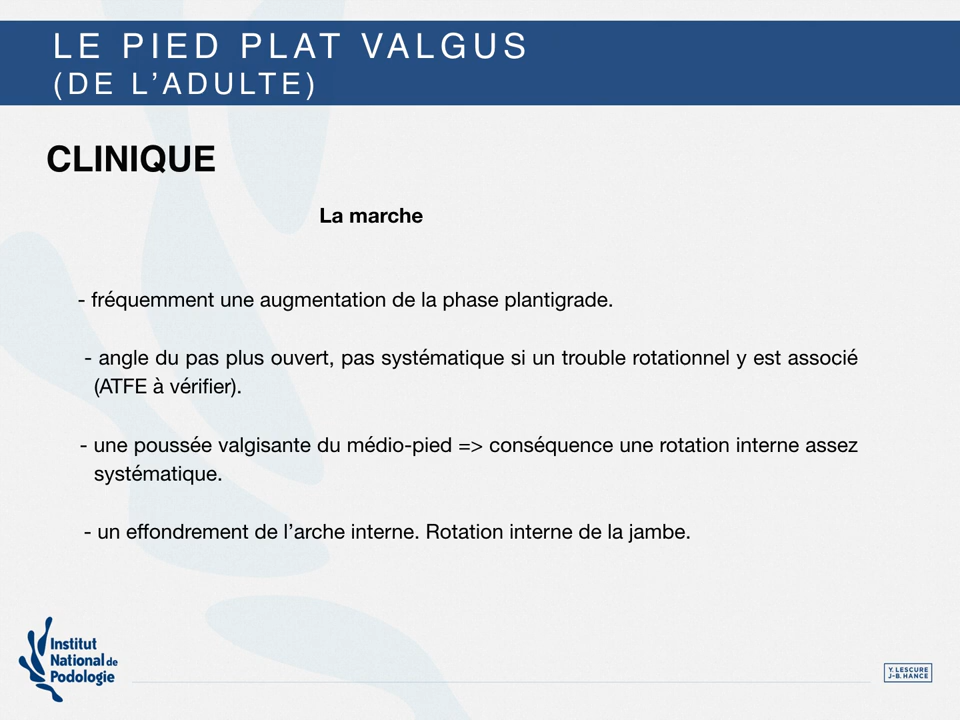 LE PIED PLAT VALGUS
(DE L’ADULTE)
CLINIQUE
La marche
- fréquemment une augmentation de la phase plantigrade.
- angle du pas plus ouvert, pas systématique si un trouble rotationnel y est associé
(ATFE à vérifier).
- une poussée valgisante du médio-pied => conséquence une rotation interne assez
systématique.
- un effondrement de l’arche interne. Rotation interne de la jambe.
Institut
National de
Podologie
Y. LESCURE
J-B. HANCE